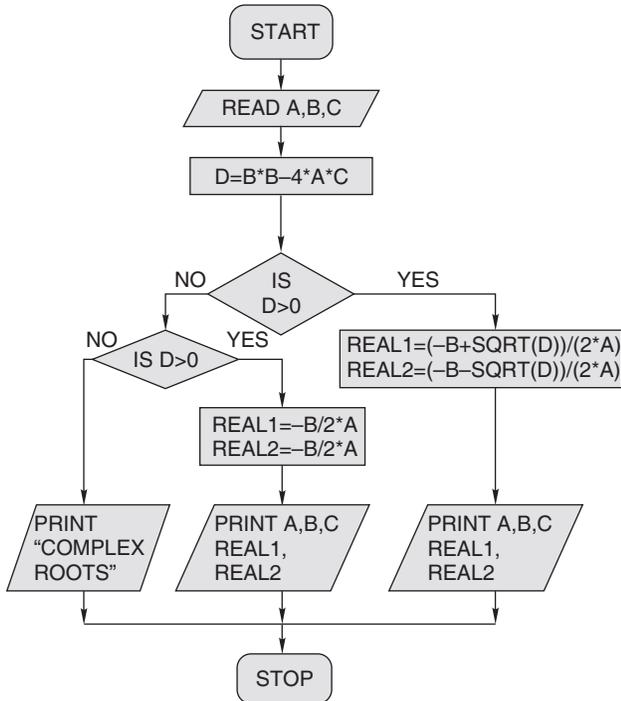 START
READ A,B,C
D=B*B–4*A*C
NO
IS
D>0
YES
NO
IS D>0
YES
REAL1=(–B+SQRT(D))/(2*A)
REAL2=(–B–SQRT(D))/(2*A)
REAL1=–B/2*A
REAL2=–B/2*A
PRINT
“COMPLEX
ROOTS”
PRINT A,B,C
REAL1,
REAL2
PRINT A,B,C
REAL1,
REAL2
STOP